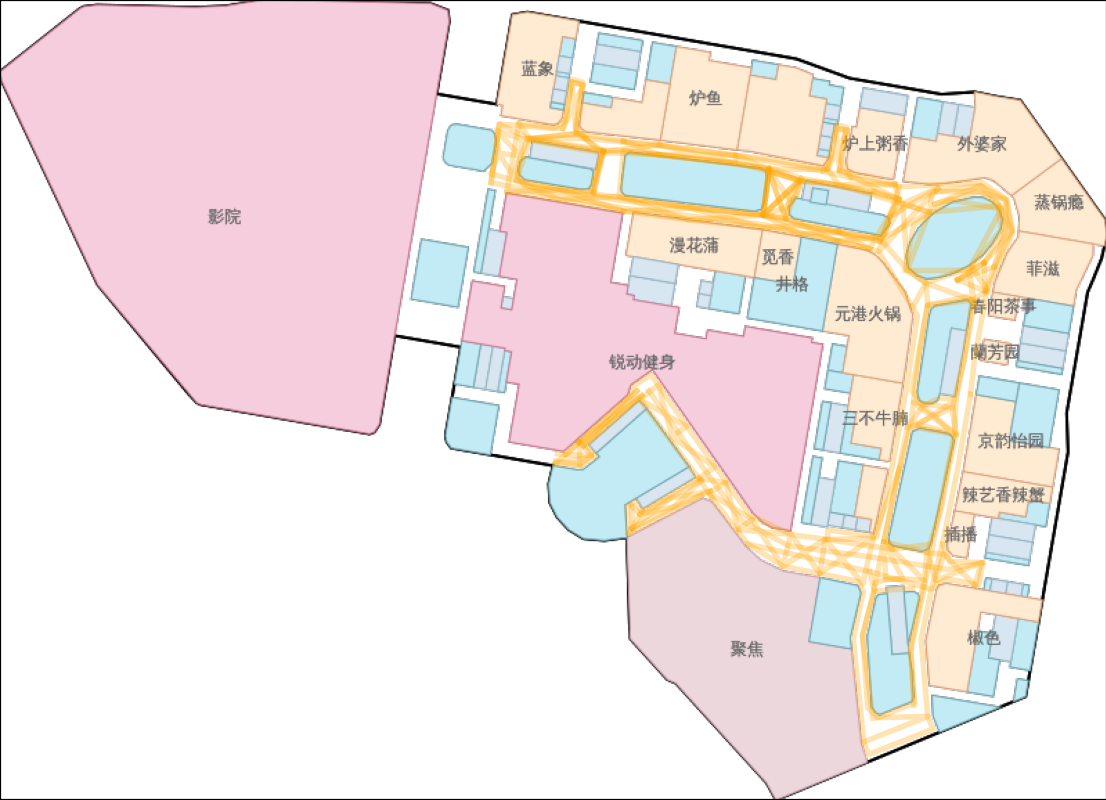 蓝象
炉鱼
炉上粥香
外婆家
蒸锅瘾
影院
漫花蒲
觅香
井格
菲滋
元港火锅
春阳茶事
蘭芳园
锐动健身
三不牛腩
京韵怡园
辣艺香辣蟹
插播
聚焦
椒色